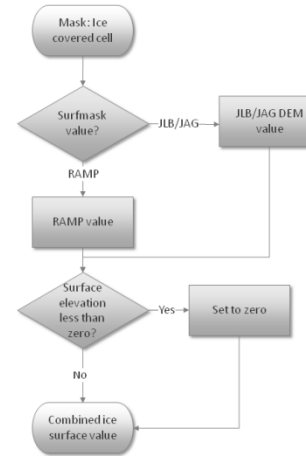 Mask: Ice
covered cell
Surfmask
value?
JLB/JAG
JLB/JAG DEM
value
RAMP
RAMP value
Surface
elevation
less than
zero?
Yes
Set to zero
No
Combined ice
surface value